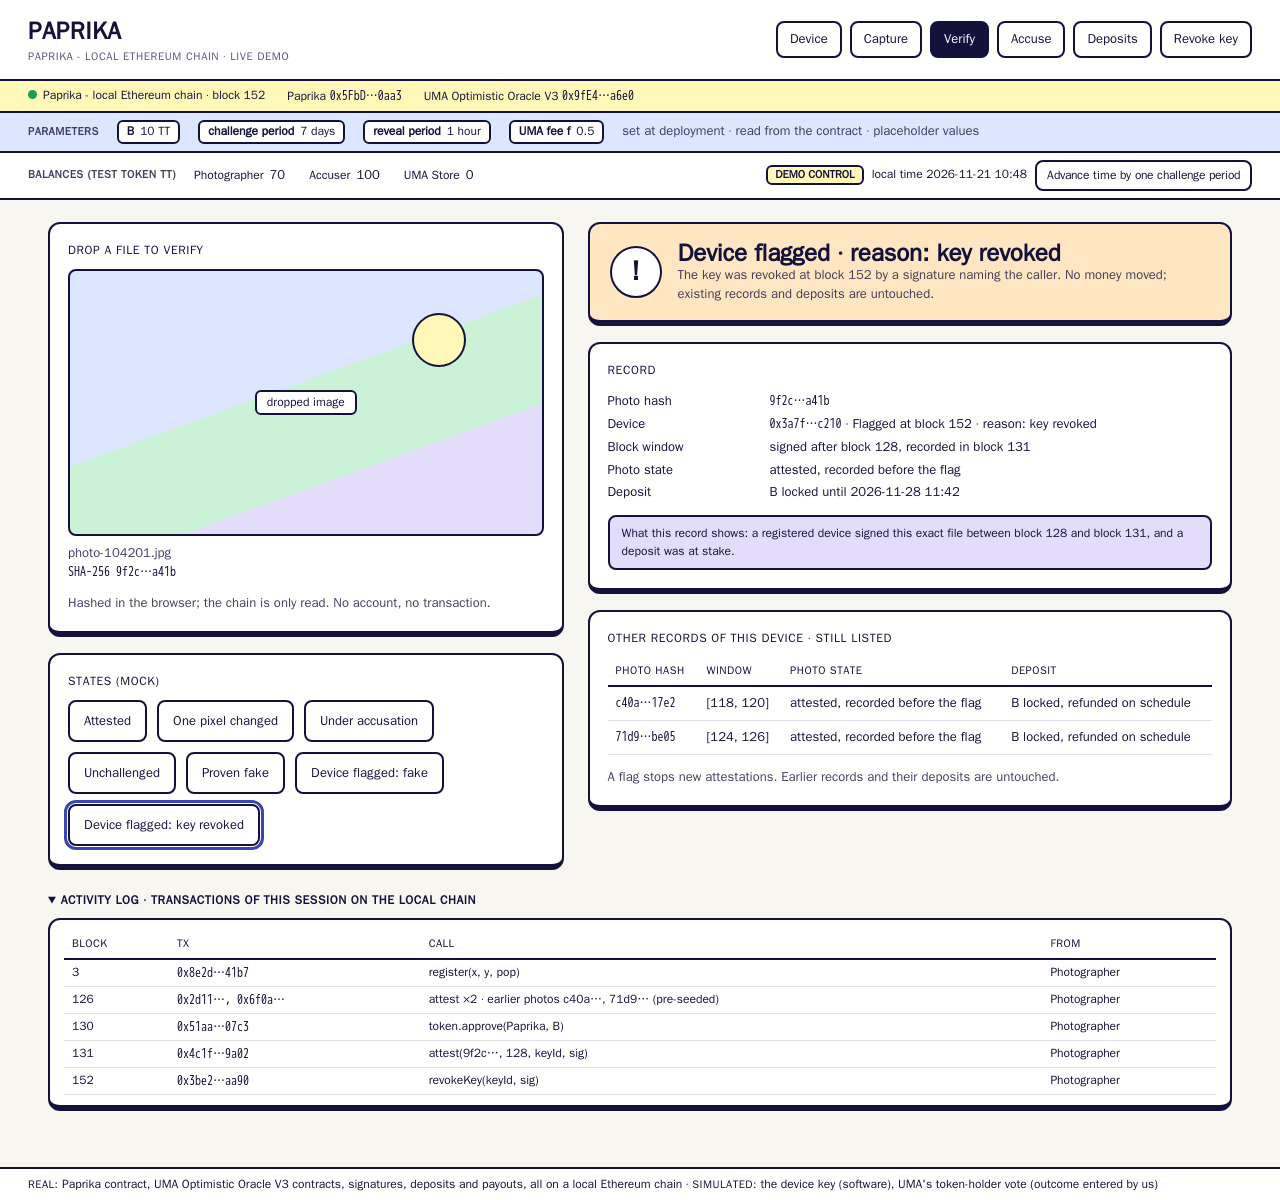 PAPRIKA
PAPRIKA - LOCAL ETHEREUM CHAIN · LIVE DEMO
Device
Capture
Verify
Accuse
Deposits
Revoke key
Paprika - local Ethereum chain · block 152
Paprika 0x5FbD···0aa3
UMA Optimistic Oracle V3 0x9fE4···a6e0
PARAMETERS
B 10 TT
challenge period 7 days
reveal period 1 hour
UMA fee f 0.5
set at deployment · read from the contract · placeholder values
BALANCES (TEST TOKEN TT)
Photographer 70
Accuser 100
UMA Store 0
DEMO CONTROL
local time 2026-11-21 10:48
Advance time by one challenge period
DROP A FILE TO VERIFY
dropped image
photo-104201.jpg
SHA-256 9f2c···a41b
Hashed in the browser; the chain is only read. No account, no transaction.
STATES (MOCK)
Attested
One pixel changed
Under accusation
Unchallenged
Proven fake
Device flagged: fake
Device flagged: key revoked
!
Device flagged · reason: key revoked
The key was revoked at block 152 by a signature naming the caller. No money moved;
existing records and deposits are untouched.
RECORD
Photo hash 9f2c···a41b
Device 0x3a7f···c210 · Flagged at block 152 · reason: key revoked
Block window signed after block 128, recorded in block 131
Photo state attested, recorded before the flag
Deposit B locked until 2026-11-28 11:42
What this record shows: a registered device signed this exact file between block 128 and block 131, and a
deposit was at stake.
OTHER RECORDS OF THIS DEVICE · STILL LISTED
PHOTO HASH WINDOW PHOTO STATE DEPOSIT
c40a···17e2 [118, 120] attested, recorded before the flag B locked, refunded on schedule
71d9···be05 [124, 126] attested, recorded before the flag B locked, refunded on schedule
A flag stops new attestations. Earlier records and their deposits are untouched.
▼ ACTIVITY LOG · TRANSACTIONS OF THIS SESSION ON THE LOCAL CHAIN
BLOCK TX CALL FROM
3 0x8e2d···41b7 register(x, y, pop) Photographer
126 0x2d11···, 0x6f0a··· attest ×2 · earlier photos c40a···, 71d9··· (pre-seeded) Photographer
130 0x51aa···07c3 token.approve(Paprika, B) Photographer
131 0x4c1f···9a02 attest(9f2c···, 128, keyId, sig) Photographer
152 0x3be2···aa90 revokeKey(keyId, sig) Photographer
REAL: Paprika contract, UMA Optimistic Oracle V3 contracts, signatures, deposits and payouts, all on a local Ethereum chain · SIMULATED: the device key (software), UMA's token-holder vote (outcome entered by us)